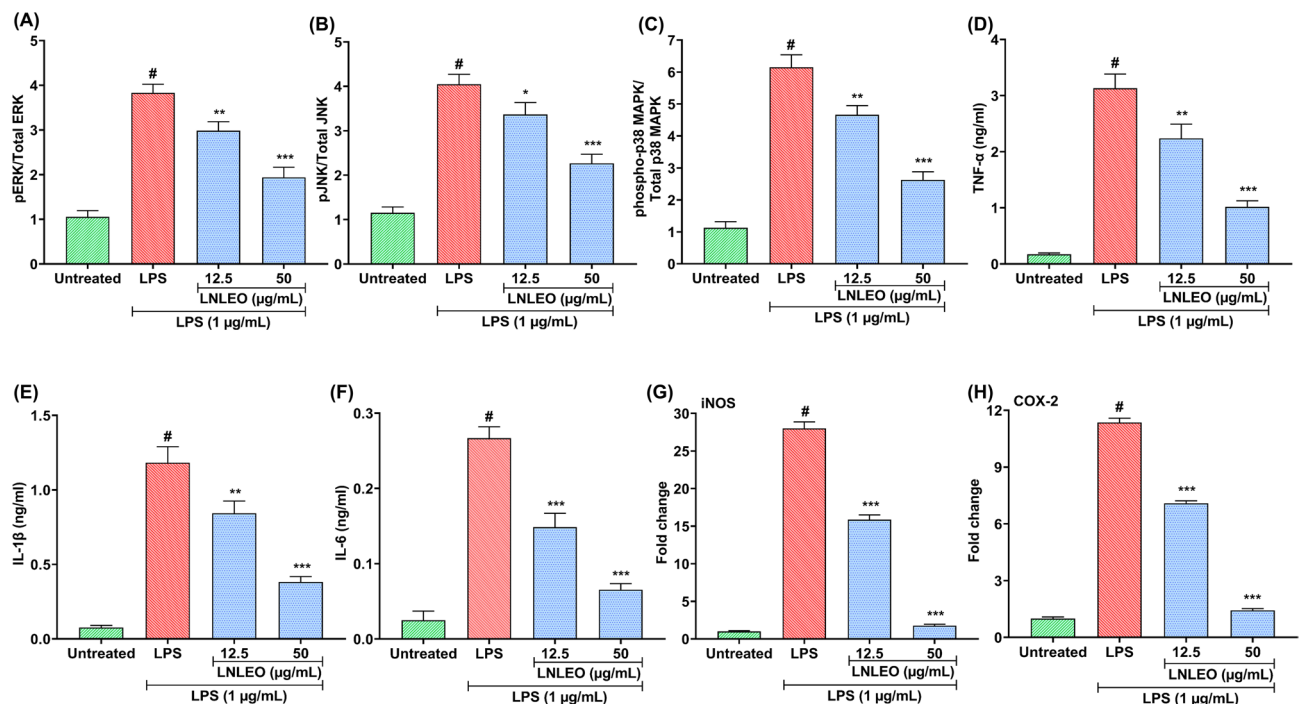 (A)
pERK/Total ERK
5
4
3
2
1
0
#
**
***
Untreated
LPS
12.5
50
LNLEO (µg/mL)
LPS (1 µg/mL)
(B)
pJNK/Total JNK
5
4
3
2
1
0
#
*
***
Untreated
LPS
12.5
50
LNLEO (µg/mL)
LPS (1 µg/mL)
(C)
phospho-p38 MAPK/
Total p38 MAPK
7
6
5
4
3
2
1
0
#
**
***
Untreated
LPS
12.5
50
LNLEO (µg/mL)
LPS (1 µg/mL)
(D)
TNF-α (ng/ml)
4
3
2
1
0
#
**
***
Untreated
LPS
12.5
50
LNLEO (µg/mL)
LPS (1 µg/mL)
(E)
IL-1β (ng/ml)
1.5
1.0
0.5
0.0
#
**
***
Untreated
LPS
12.5
50
LNLEO (µg/mL)
LPS (1 µg/mL)
(F)
IL-6 (ng/ml)
0.3
0.2
0.1
0.0
#
***
***
Untreated
LPS
12.5
50
LNLEO (µg/mL)
LPS (1 µg/mL)
(G)
iNOS
Fold change
30
25
20
15
10
5
0
#
***
***
Untreated
LPS
12.5
50
LNLEO (µg/mL)
LPS (1 µg/mL)
(H)
COX-2
Fold change
12
9
6
3
0
#
***
***
Untreated
LPS
12.5
50
LNLEO (µg/mL)
LPS (1 µg/mL)